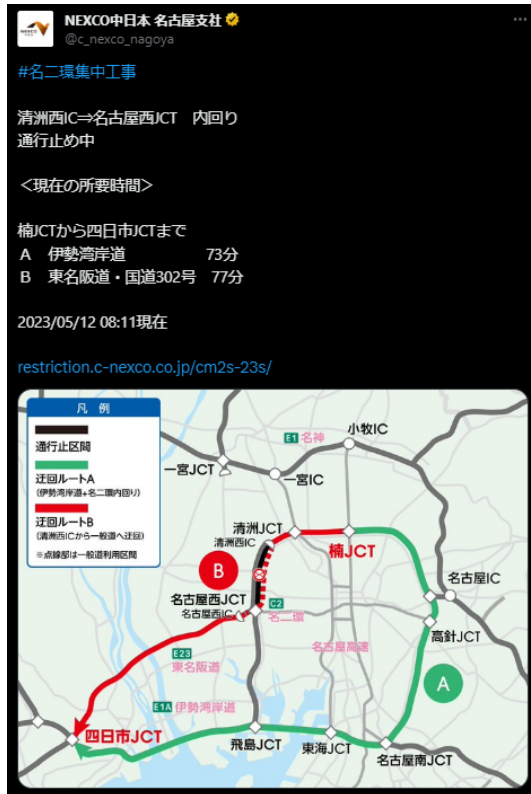 NEXCO中日本 名古屋支社
@c_nexco_nagoya
#名二環集中工事
清洲西IC⇒名古屋西JCT 内回り
通行止め中
＜現在の所要時間＞
楠JCTから四日市JCTまで
A 伊勢湾岸道 73分
B 東名阪道・国道302号 77分
2023/05/12 08:11現在
restriction.c-nexco.co.jp/cm2s-23s/
凡 例
通行止区間
迂回ルートA
(伊勢湾岸道+名二環内回り)
迂回ルートB
(清洲西ICから一般道へ迂回)
※点線部は一般道利用区間
小牧IC
E1 名神
一宮JCT
一宮IC
清洲JCT
清洲西IC
楠JCT
B
名古屋IC
名古屋西JCT
名古屋西IC
C2
名二環
高針JCT
E23
東名阪道
名古屋高速
A
E1A 伊勢湾岸道
四日市JCT
飛島JCT
東海JCT
名古屋南JCT